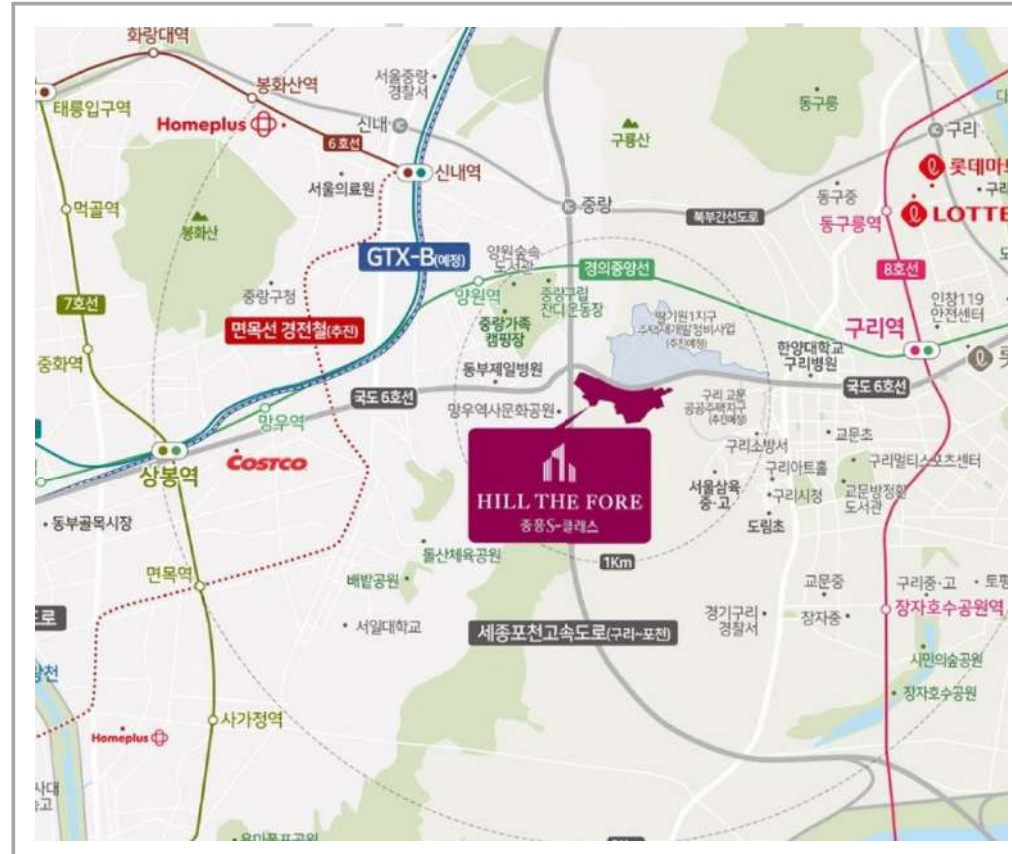 화랑대역
태릉입구역
봉화산역
서울중랑
경찰서
Homeplus
신내 IC
6호선
신내역
서울의료원
구릉산
동구릉
IC 구리
롯데마트
동구중
동구릉역
LOTTE
IC 중랑
북부간선도로
먹골역
봉화산
GTX-B(예정)
양원숲속
도서관
경의중앙선
8호선
7호선
중랑구청
양원역
중랑구립
잔디운동장
중랑가족
캠핑장
딸기원1지구
주택재개발정비사업
(추진예정)
인창119
안전센터
면목선 경전철(추진)
구리역
중화역
동부제일병원
한양대학교
구리병원
국도 6호선
국도 6호선
망우역
망우역사문화공원
구리 교문
공공주택지구
(추진예정)
상봉역
COSTCO
HILL THE FORE
중흥S-클래스
구리소방서
교문초
구리아트홀
구리멀티스포츠센터
서울삼육
중·고
구리시청
교문방정환
도서관
도림초
동부골목시장
돌산체육공원
1Km
면목역
배밭공원
교문중
구리중·고
토평
서일대학교
세종포천고속도로(구리~포천)
경기구리
경찰서
장자중
장자호수공원역
시민의숲공원
장자호수공원
사가정역
Homeplus
용마폭포공원